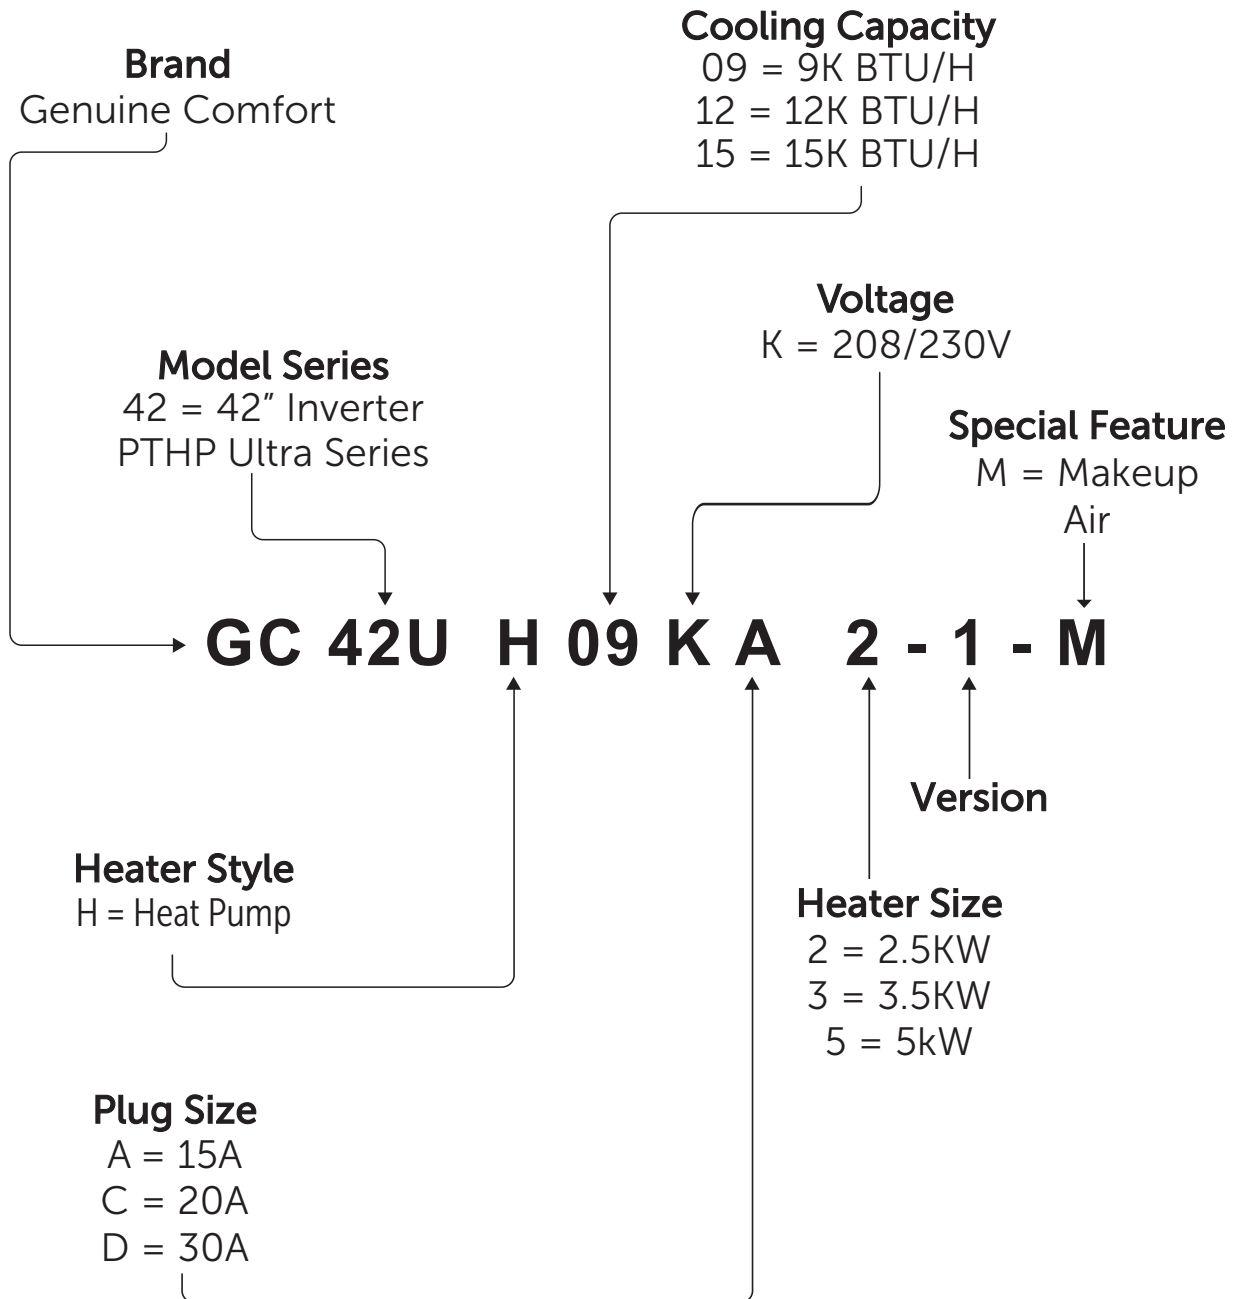 Brand
Genuine Comfort
Cooling Capacity
09 = 9K BTU/H
12 = 12K BTU/H
15 = 15K BTU/H
Voltage
K = 208/230V
Model Series
42 = 42" Inverter
PTHP Ultra Series
Special Feature
M = Makeup
Air
GC 42U H 09 K A 2 - 1 - M
Version
Heater Style
H = Heat Pump
Heater Size
2 = 2.5KW
3 = 3.5KW
5 = 5kW
Plug Size
A = 15A
C = 20A
D = 30A